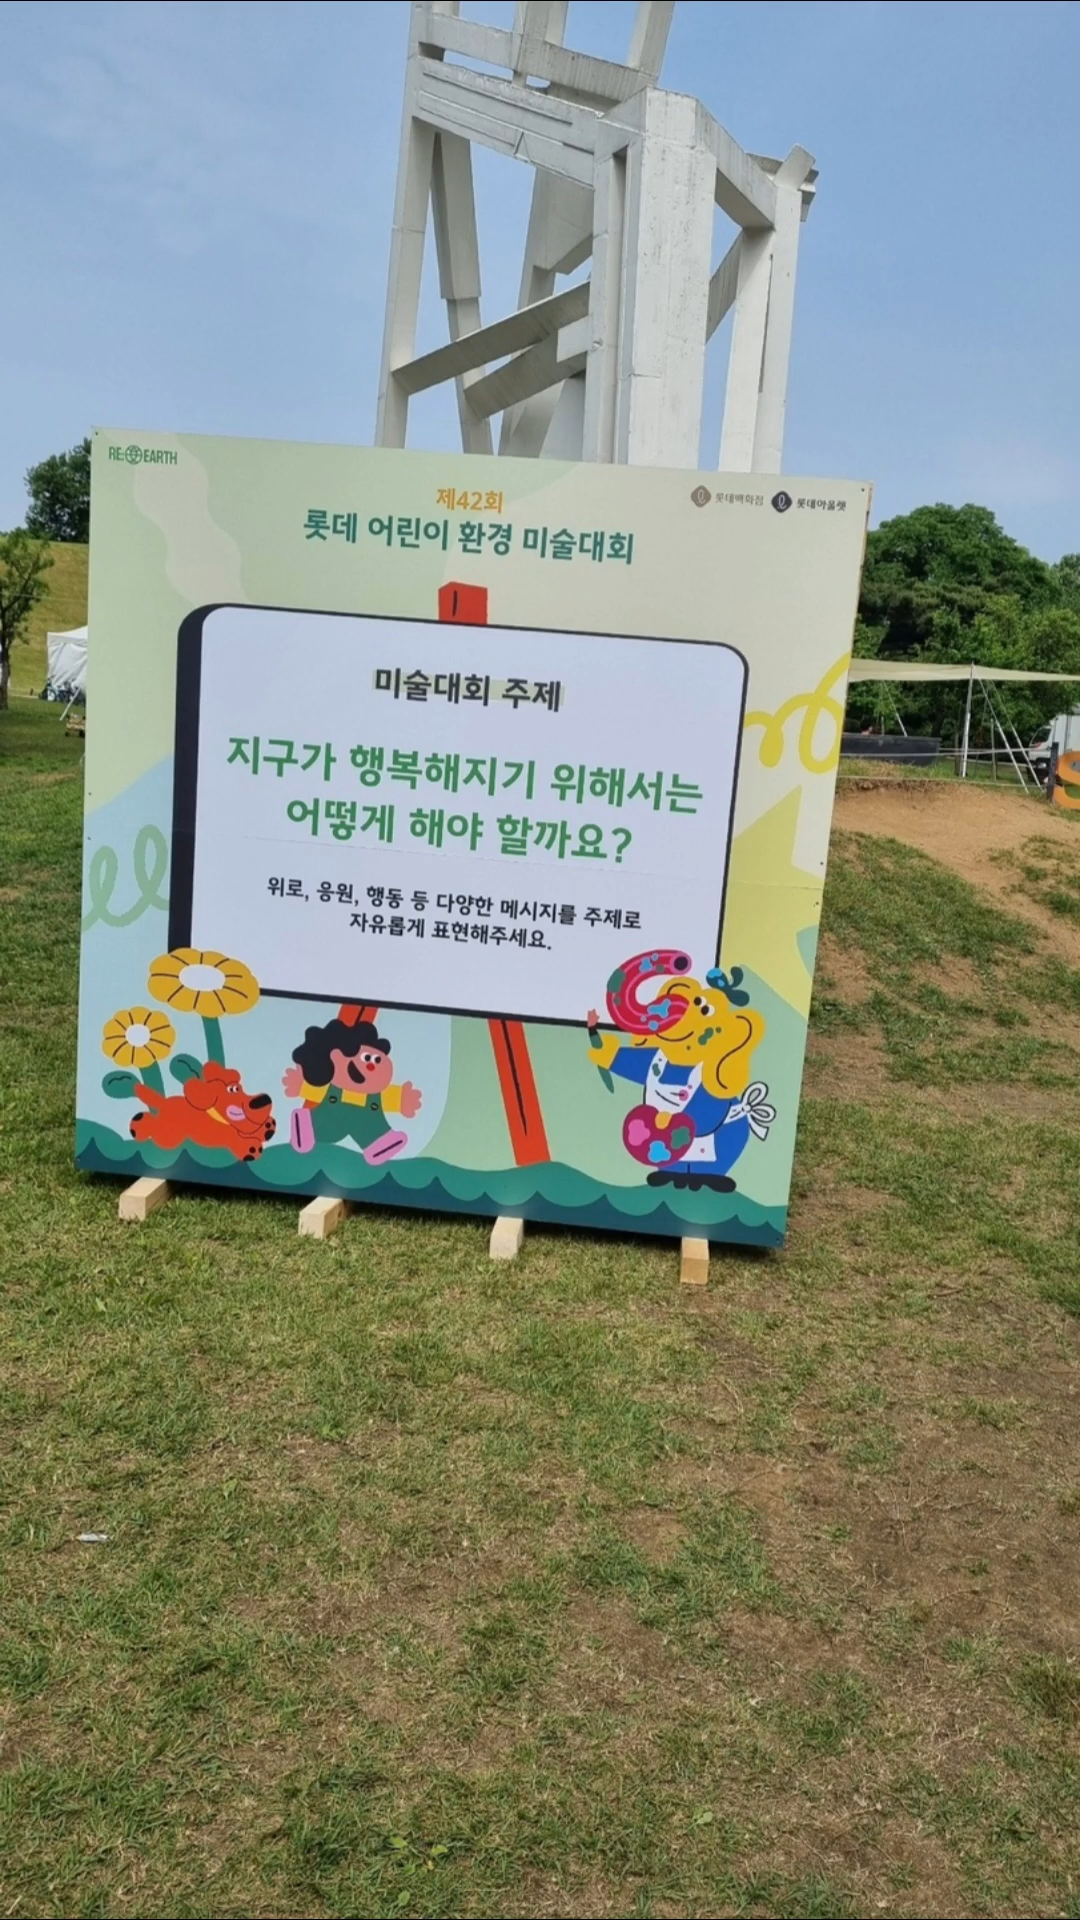 RE:EARTH
롯데백화점 롯데아울렛
제42회
롯데 어린이 환경 미술대회
미술대회 주제
지구가 행복해지기 위해서는
어떻게 해야 할까요?
위로, 응원, 행동 등 다양한 메시지를 주제로
자유롭게 표현해주세요.